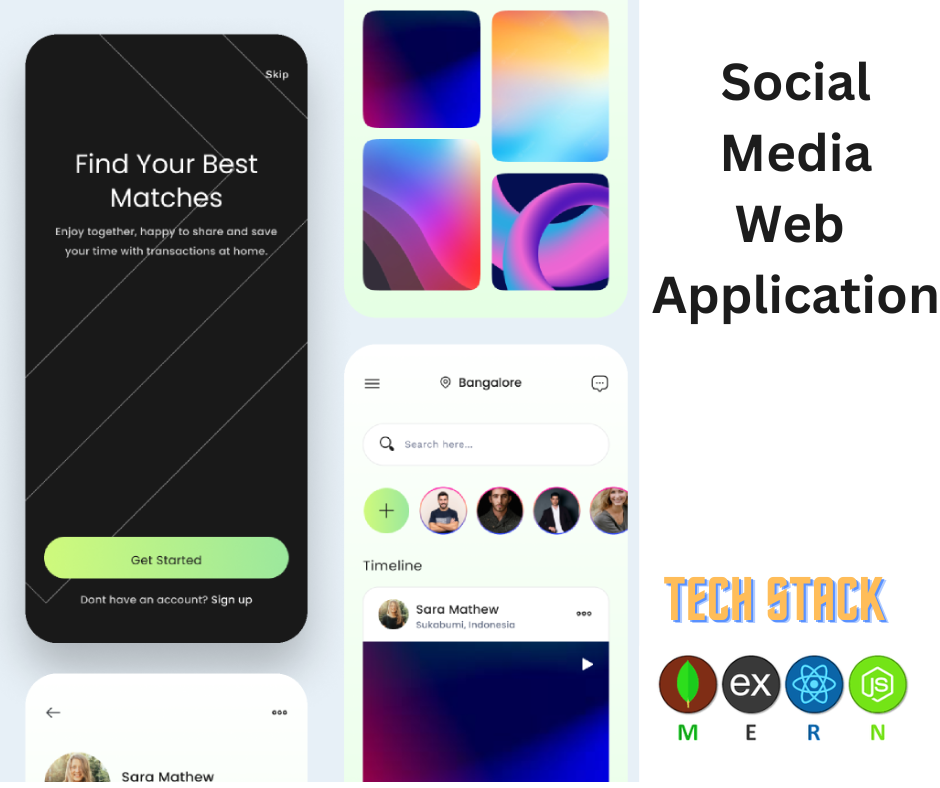 Skip
Find Your Best
Matches
Enjoy together, happy to share and save
your time with transactions at home.
Get Started
Dont have an account? Sign up
Sara Mathew
Bangalore
Search here...
Timeline
Sara Mathew
Sukabumi, Indonesia
Social
Media
Web
Application
TECH STACK
ex
JS
M E R N